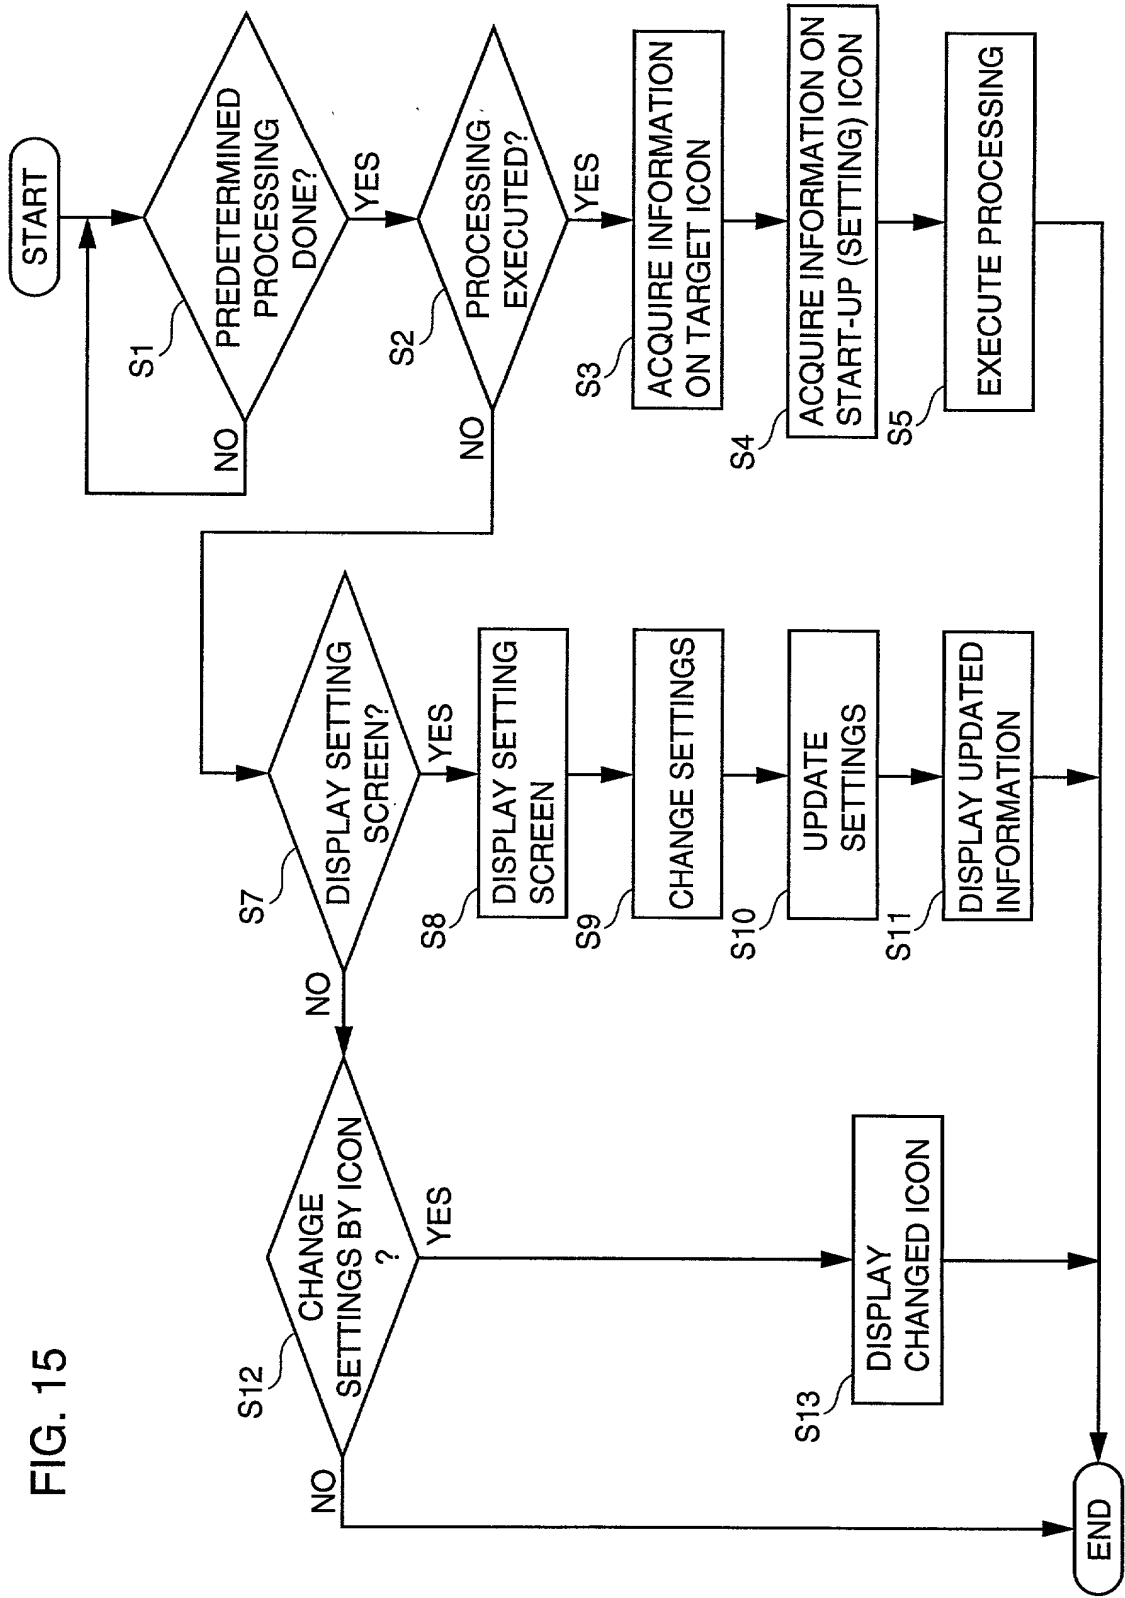 FIG. 15
START
S1
PREDETERMINED
PROCESSING
DONE?
NO
YES
S2
PROCESSING
EXECUTED?
NO
YES
S3
ACQUIRE INFORMATION
ON TARGET ICON
S4
ACQUIRE INFORMATION ON
START-UP (SETTING) ICON
S5
EXECUTE PROCESSING
S7
DISPLAY SETTING
SCREEN?
NO
YES
S8
DISPLAY SETTING
SCREEN
S9
CHANGE SETTINGS
S10
UPDATE
SETTINGS
S11
DISPLAY UPDATED
INFORMATION
S12
CHANGE
SETTINGS BY ICON
?
NO
YES
S13
DISPLAY
CHANGED ICON
END